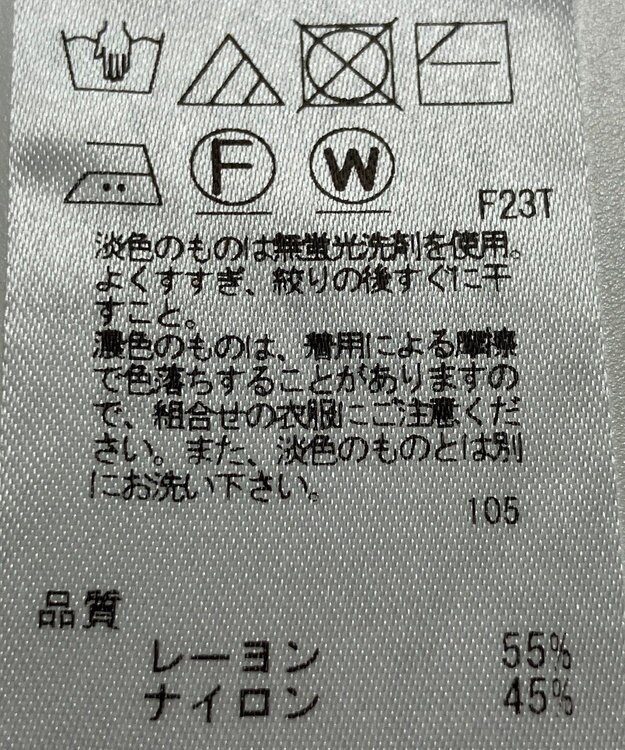 F W
F23T
淡色のものは無蛍光洗剤を使用。
よくすすぎ、絞りの後すぐに干
すこと。
濃色のものは、着用による摩擦
で色落ちすることがありますの
で、組合せの衣服にご注意くだ
さい。また、淡色のものとは別
にお洗い下さい。
105
品質
レーヨン 55%
ナイロン 45%